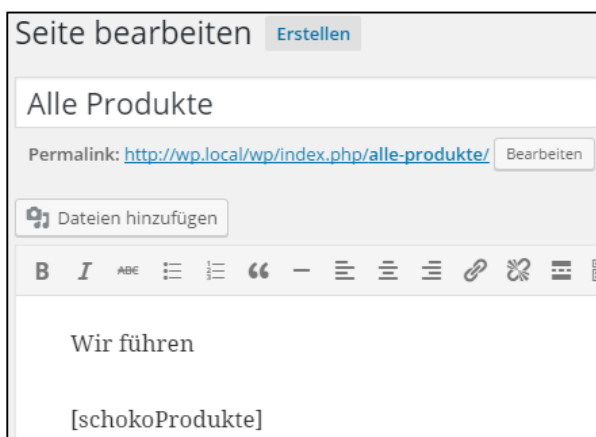 Seite bearbeiten Erstellen
Alle Produkte
Permalink: http://wp.local/wp/index.php/alle-produkte/ Bearbeiten
Dateien hinzufügen
B I ABE
Wir führen
[schokoProdukte]